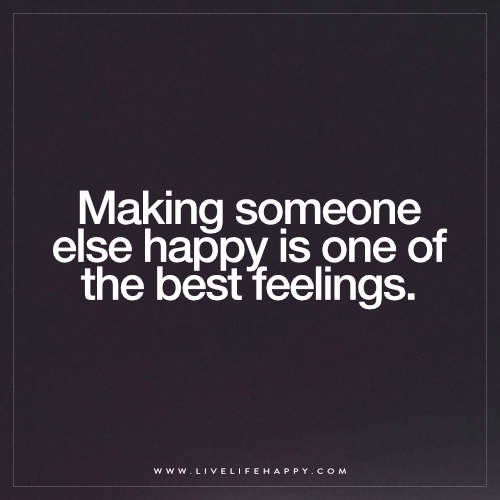 Making someone
else happy is one of
the best feelings.
WWW.LIVELIFEHAPPY.COM